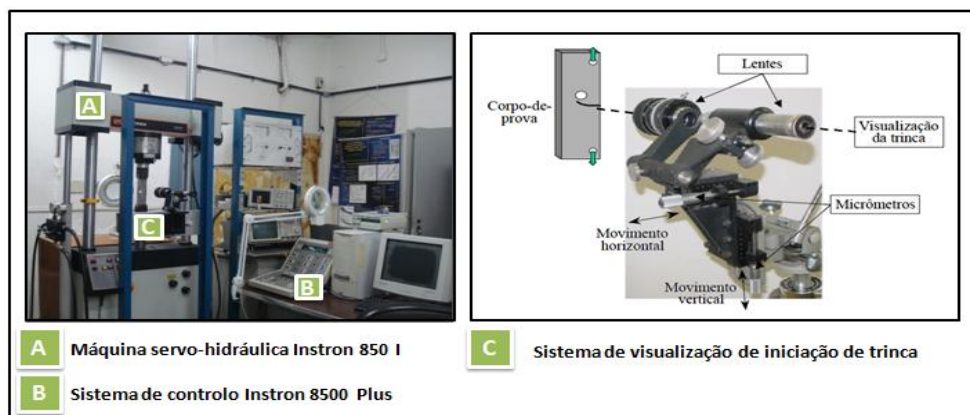 A
B
C
Corpo-de-
prova
Lentes
Visualização
da trinca
Micrômetros
Movimento
horizontal
Movimento
vertical
A Máquina servo-hidráulica Instron 850 I
B Sistema de controlo Instron 8500 Plus
C Sistema de visualização de iniciação de trinca